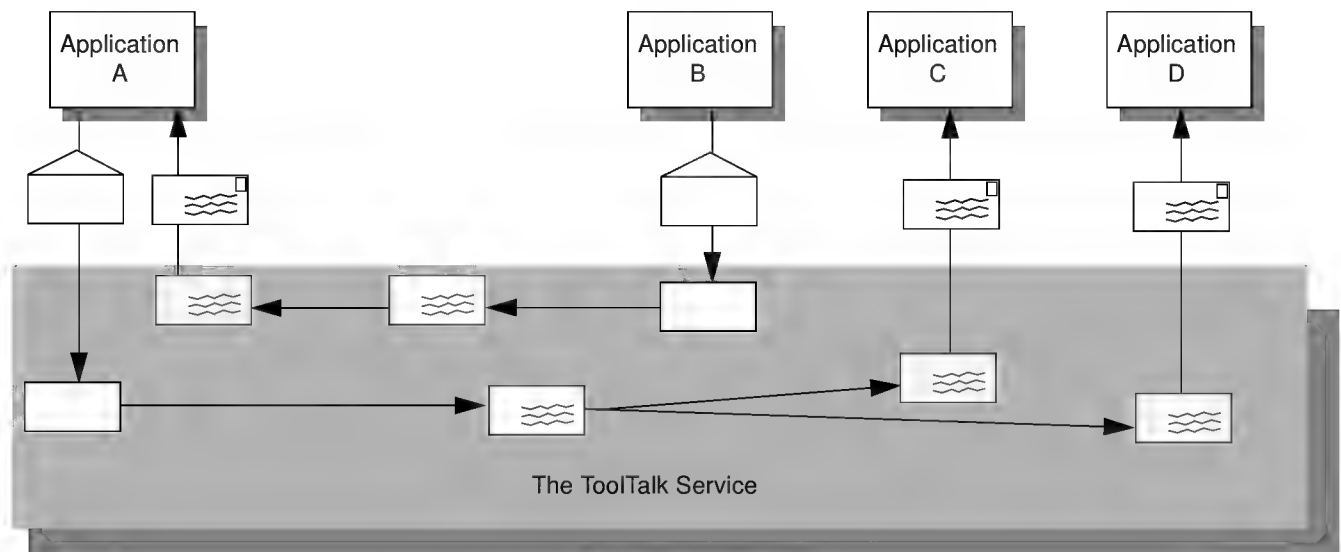 Application
A
Application
B
Application
C
Application
D
The ToolTalk Service